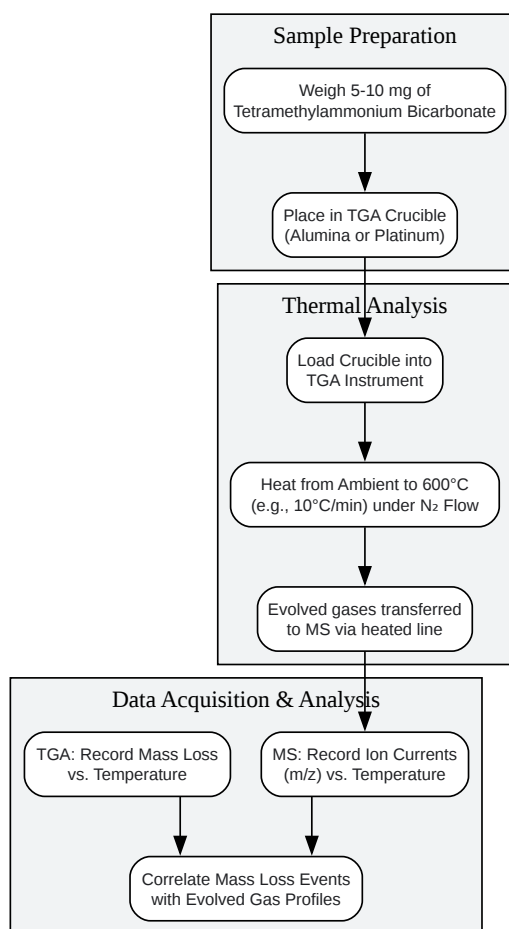 Sample Preparation
Weigh 5-10 mg of
Tetramethylammonium Bicarbonate
Place in TGA Crucible
(Alumina or Platinum)
Thermal Analysis
Load Crucible into
TGA Instrument
Heat from Ambient to 600°C
(e.g., 10°C/min) under N₂ Flow
Evolved gases transferred
to MS via heated line
Data Acquisition & Analysis
TGA: Record Mass Loss
vs. Temperature
MS: Record Ion Currents
(m/z) vs. Temperature
Correlate Mass Loss Events
with Evolved Gas Profiles